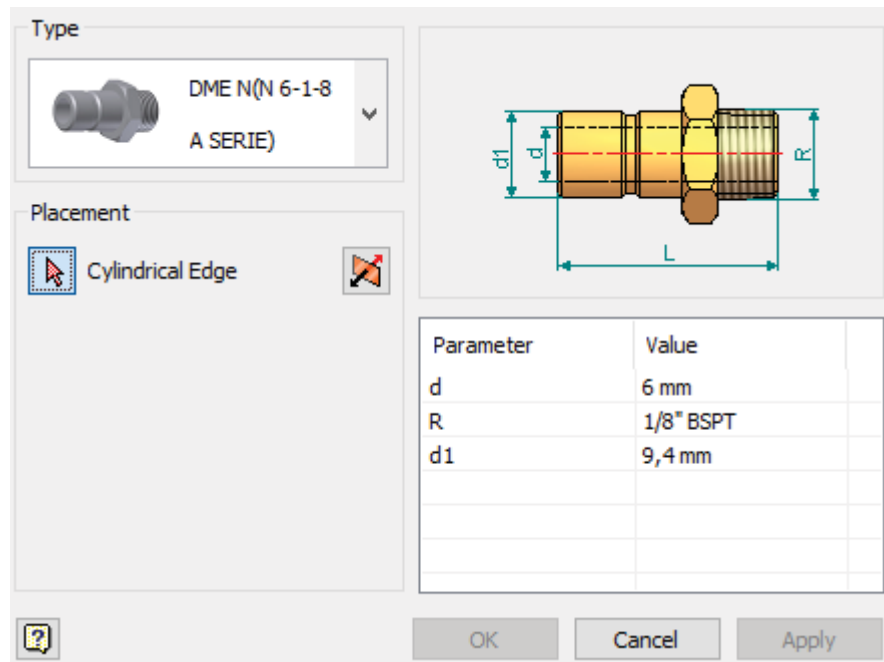 Type
DME N(N 6-1-8
A SERIE)
Placement
Cylindrical Edge
d1
d
R
L
Parameter Value
d 6 mm
R 1/8" BSPT
d1 9,4 mm
?
OK Cancel Apply